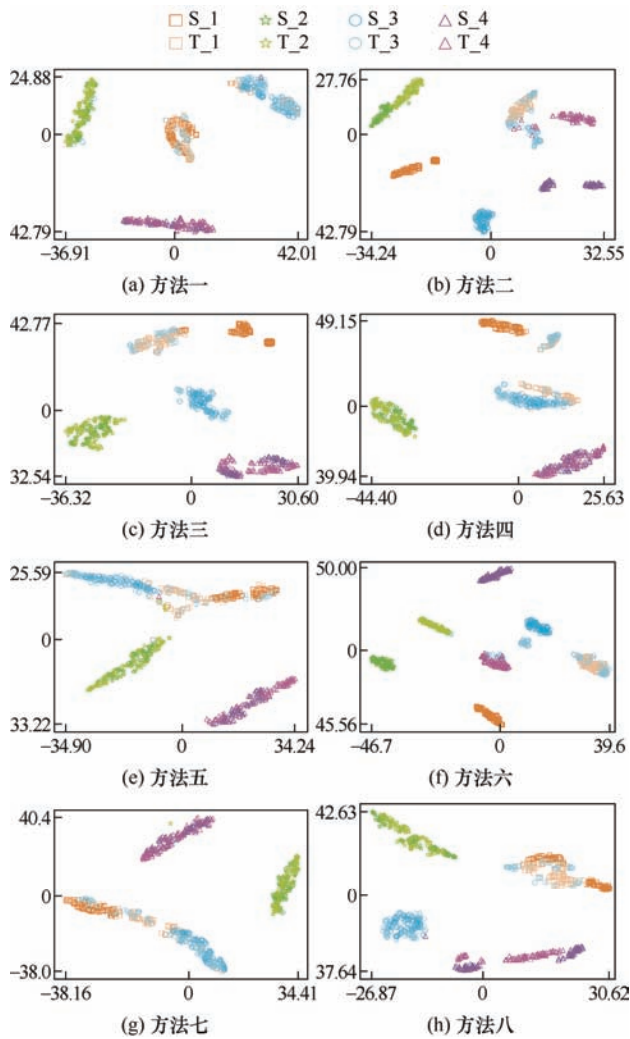 S_1 S_2 S_3 S_4
T_1 T_2 T_3 T_4
24.88
0
42.79
−36.91 0 42.01
(a) 方法一
27.76
0
42.79
−34.24 0 32.55
(b) 方法二
42.77
0
32.54
−36.32 0 30.60
(c) 方法三
49.15
0
39.94
−44.40 0 25.63
(d) 方法四
25.59
0
33.22
−34.90 0 34.24
(e) 方法五
50.00
0
45.56
−46.7 0 39.6
(f) 方法六
40.4
0
−38.0
−38.16 0 34.41
(g) 方法七
42.63
0
37.64
−26.87 0 30.62
(h) 方法八